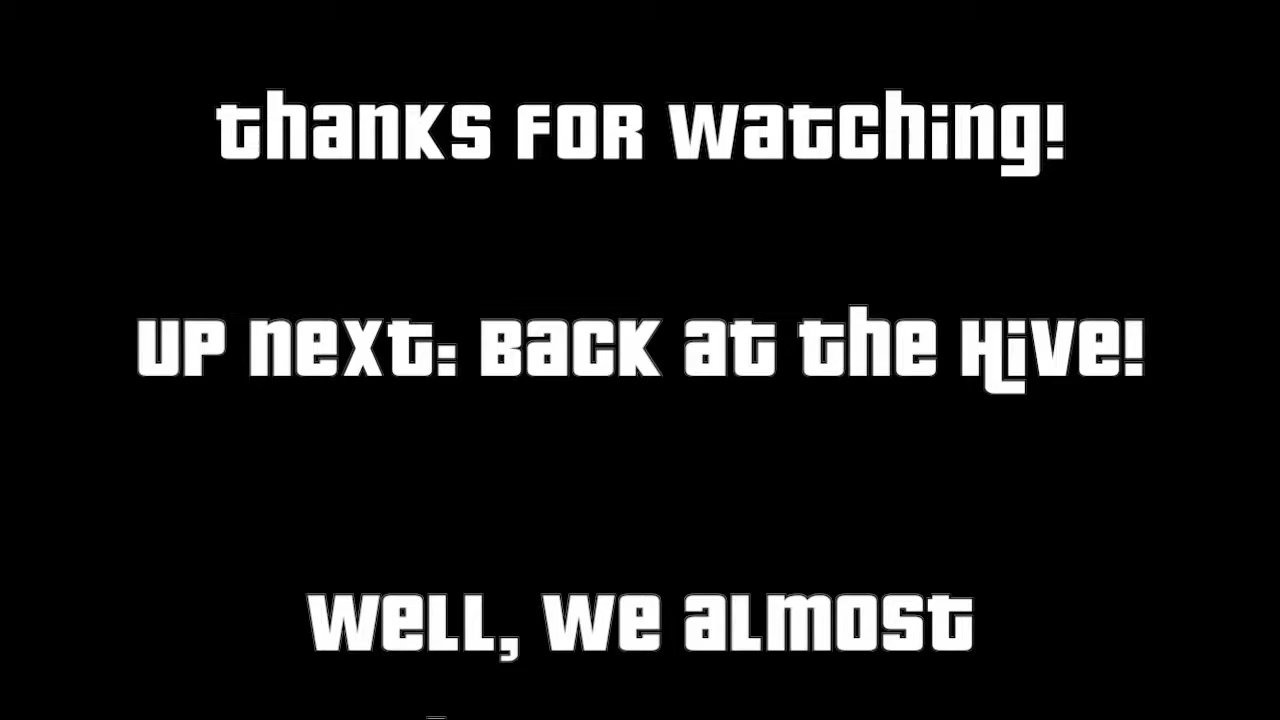 Thanks for watching!
Up next: Back at the Hive!
Well, we almost